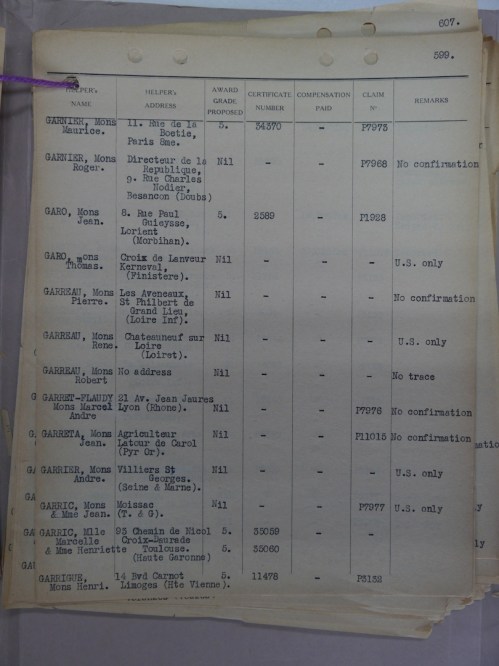 607.
599.
HELPER's NAME HELPER's ADDRESS AWARD GRADE PROPOSED CERTIFICATE NUMBER COMPENSATION PAID CLAIM No REMARKS
GARNIER, Mons 11. Rue de la 5. 34370 - P7973
Maurice. Boetie,
Paris 8me.
GARNIER, Mons Directeur de la Nil - - P7968 No confirmation
Roger. Republique,
9. Rue Charles
Nodier,
Besancon (Doubs)
GARO, Mons 8. Rue Paul 5. 2589 - P1928
Jean. Guieysse,
Lorient
(Morbihan).
GARO, mons Croix de Lanveur Nil - - - U.S. only
Thomas. Kerneval,
(Finistere).
GARREAU, Mons Les Aveneaux, Nil - - - No confirmation
Pierre. St Philbert de
Grand Lieu,
(Loire Inf).
GARREAU, Mons Chateauneuf sur Nil - - - U.S. only
Rene. Loire
(Loiret).
GARREAU, Mons No address Nil - - - No trace
Robert
GARRET-FLAUDY 21 Av. Jean Jaures
Mons Marcel Lyon (Rhone). Nil - - P7976 No confirmation
Andre
GARRETA, Mons Agriculteur Nil - - P11015 No confirmation
Jean. Latour de Carol
(Pyr Or).
GARRIER, Mons Villiers St Nil - - - U.S. only
Andre. Georges.
(Seine & Marne).
GARRIC, Mons Moissac Nil - - P7977 U.S. only
& Mme Jean. (T. & G).
GARRIC, Mlle 93 Chemin de Nicol 5. 35059 - -
Marcelle Croix-Daurade
& Mme Henriette Toulouse. 5. 35060
(Haute Garonne)
GARRIGUE, 14 Bvd Carnot 5. 11478 - P3132
Mons Henri. Limoges (Hte Vienne).